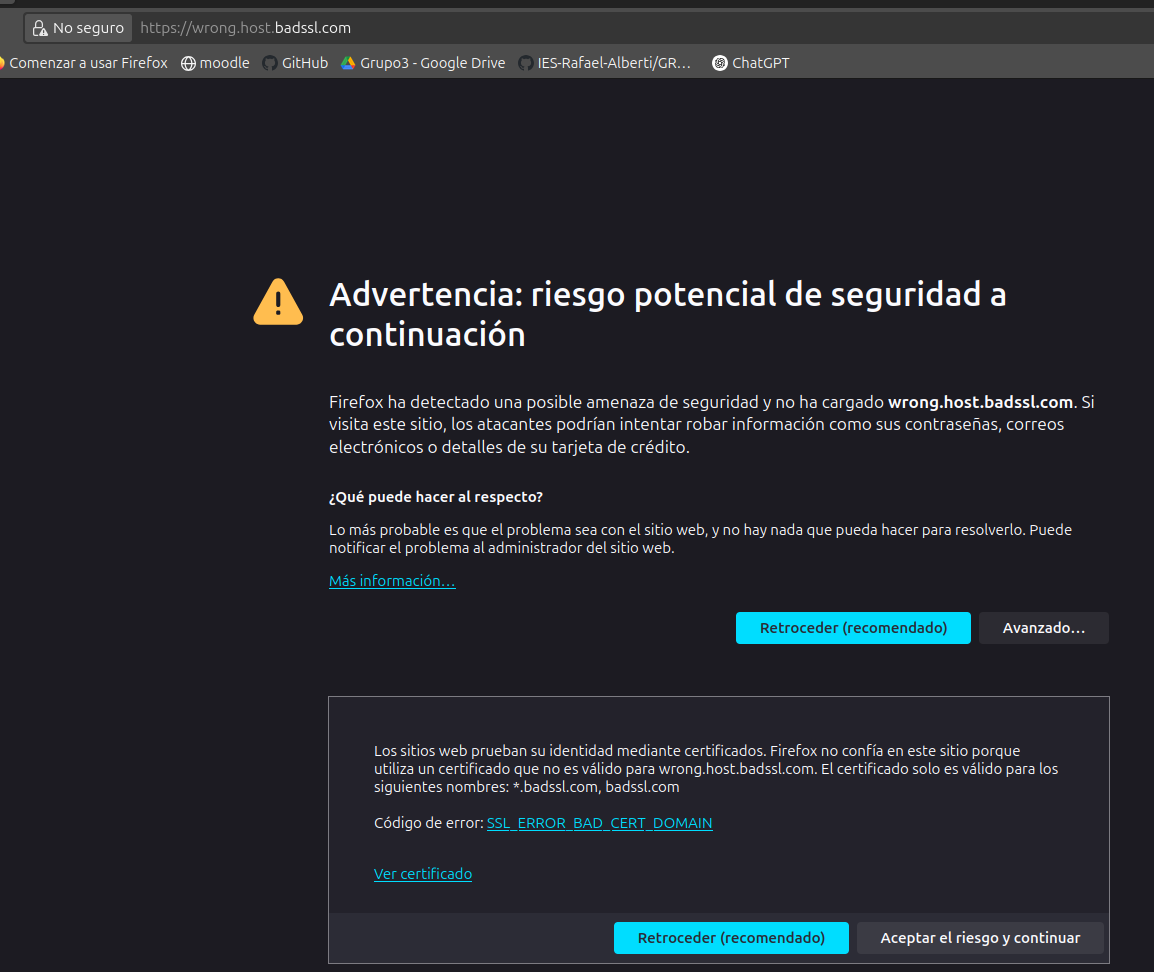 No seguro https://wrong.host.badssl.com
Comenzar a usar Firefox moodle GitHub Grupo3 - Google Drive IES-Rafael-Alberti/GR… ChatGPT
Advertencia: riesgo potencial de seguridad a
continuación
Firefox ha detectado una posible amenaza de seguridad y no ha cargado wrong.host.badssl.com. Si
visita este sitio, los atacantes podrían intentar robar información como sus contraseñas, correos
electrónicos o detalles de su tarjeta de crédito.
¿Qué puede hacer al respecto?
Lo más probable es que el problema sea con el sitio web, y no hay nada que pueda hacer para resolverlo. Puede
notificar el problema al administrador del sitio web.
Más información…
Retroceder (recomendado) Avanzado…
Los sitios web prueban su identidad mediante certificados. Firefox no confía en este sitio porque
utiliza un certificado que no es válido para wrong.host.badssl.com. El certificado solo es válido para los
siguientes nombres: *.badssl.com, badssl.com
Código de error: SSL_ERROR_BAD_CERT_DOMAIN
Ver certificado
Retroceder (recomendado) Aceptar el riesgo y continuar